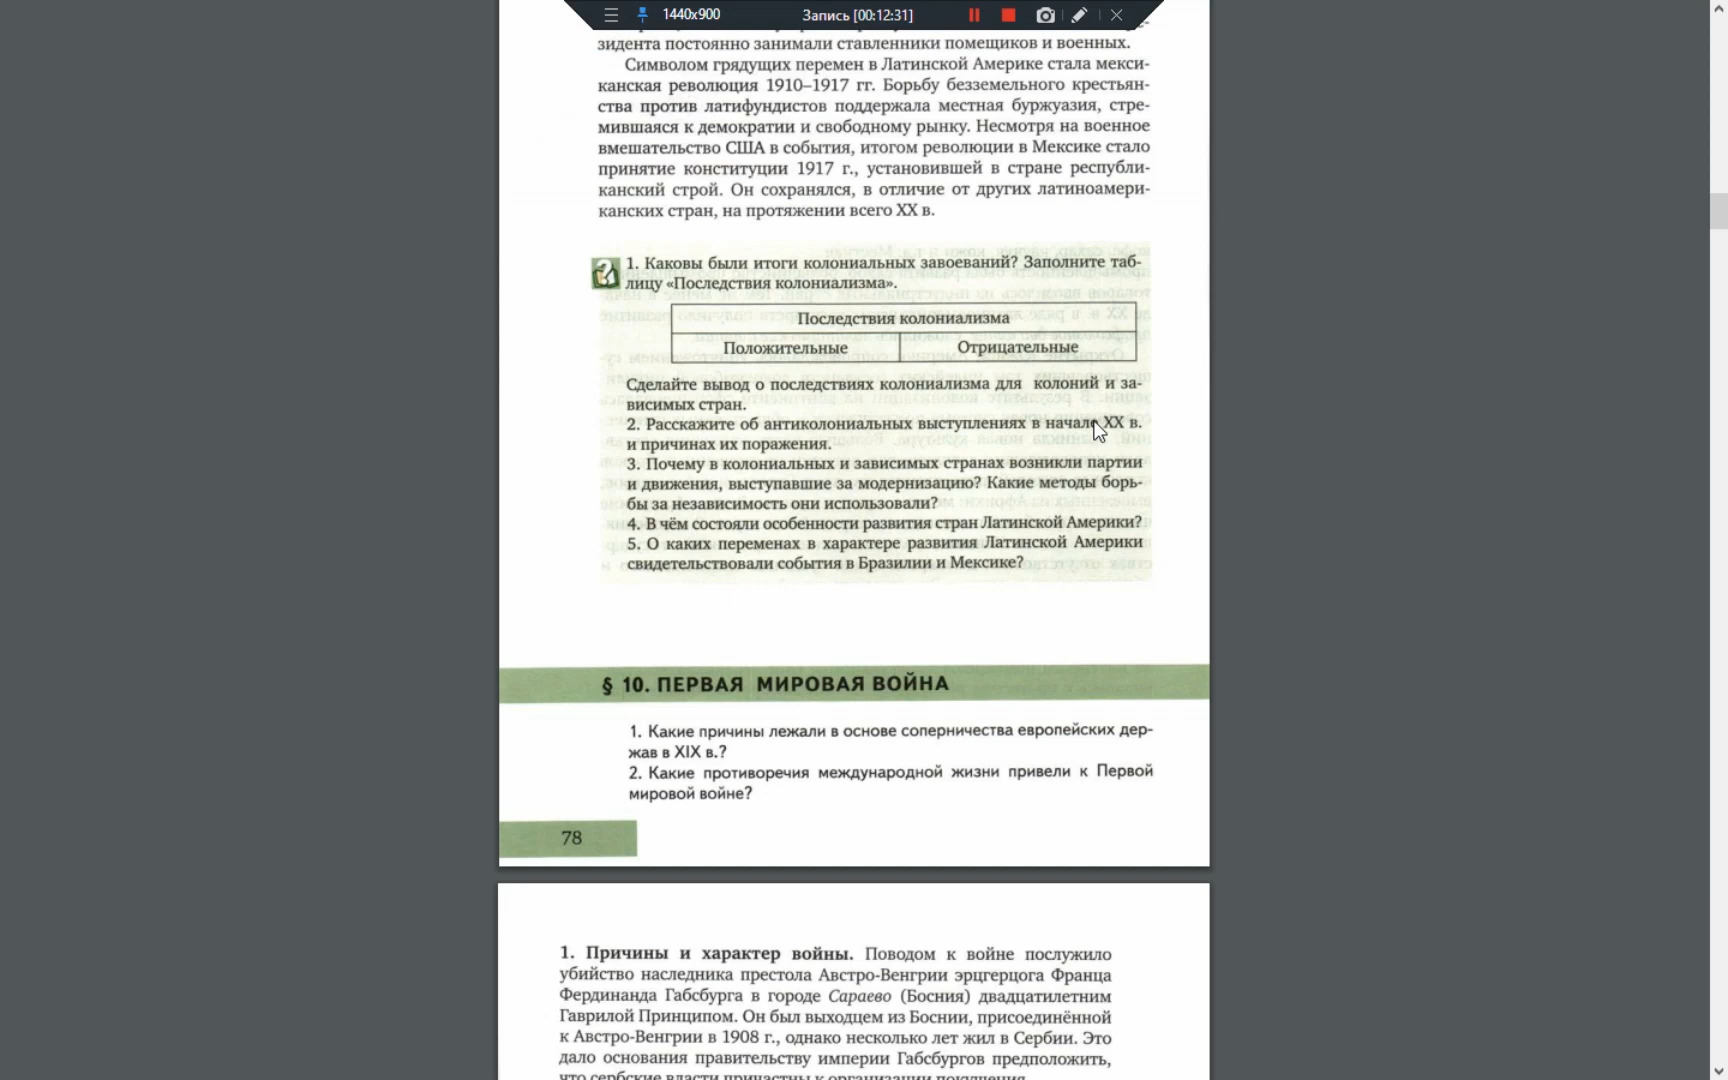 1440x900
Запись [00:12:31]
зидента постоянно занимали ставленники помещиков и военных.
Символом грядущих перемен в Латинской Америке стала мекси-
канская революция 1910–1917 гг. Борьбу безземельного крестьян-
ства против латифундистов поддержала местная буржуазия, стре-
мившаяся к демократии и свободному рынку. Несмотря на военное
вмешательство США в события, итогом революции в Мексике стало
принятие конституции 1917 г., установившей в стране республи-
канский строй. Он сохранялся, в отличие от других латиноамери-
канских стран, на протяжении всего XX в.
1. Каковы были итоги колониальных завоеваний? Заполните таб-
лицу «Последствия колониализма».
Последствия колониализма
Положительные
Отрицательные
Сделайте вывод о последствиях колониализма для колоний и за-
висимых стран.
2. Расскажите об антиколониальных выступлениях в начале XX в.
и причинах их поражения.
3. Почему в колониальных и зависимых странах возникли партии
и движения, выступавшие за модернизацию? Какие методы борь-
бы за независимость они использовали?
4. В чём состояли особенности развития стран Латинской Америки?
5. О каких переменах в характере развития Латинской Америки
свидетельствовали события в Бразилии и Мексике?
§ 10. ПЕРВАЯ МИРОВАЯ ВОЙНА
1. Какие причины лежали в основе соперничества европейских дер-
жав в XIX в.?
2. Какие противоречия международной жизни привели к Первой
мировой войне?
78
1. Причины и характер войны. Поводом к войне послужило
убийство наследника престола Австро-Венгрии эрцгерцога Франца
Фердинанда Габсбурга в городе Сараево (Босния) двадцатилетним
Гаврилой Принципом. Он был выходцем из Боснии, присоединённой
к Австро-Венгрии в 1908 г., однако несколько лет жил в Сербии. Это
дало основания правительству империи Габсбургов предположить,
что сербские власти причастны к организации покушения.